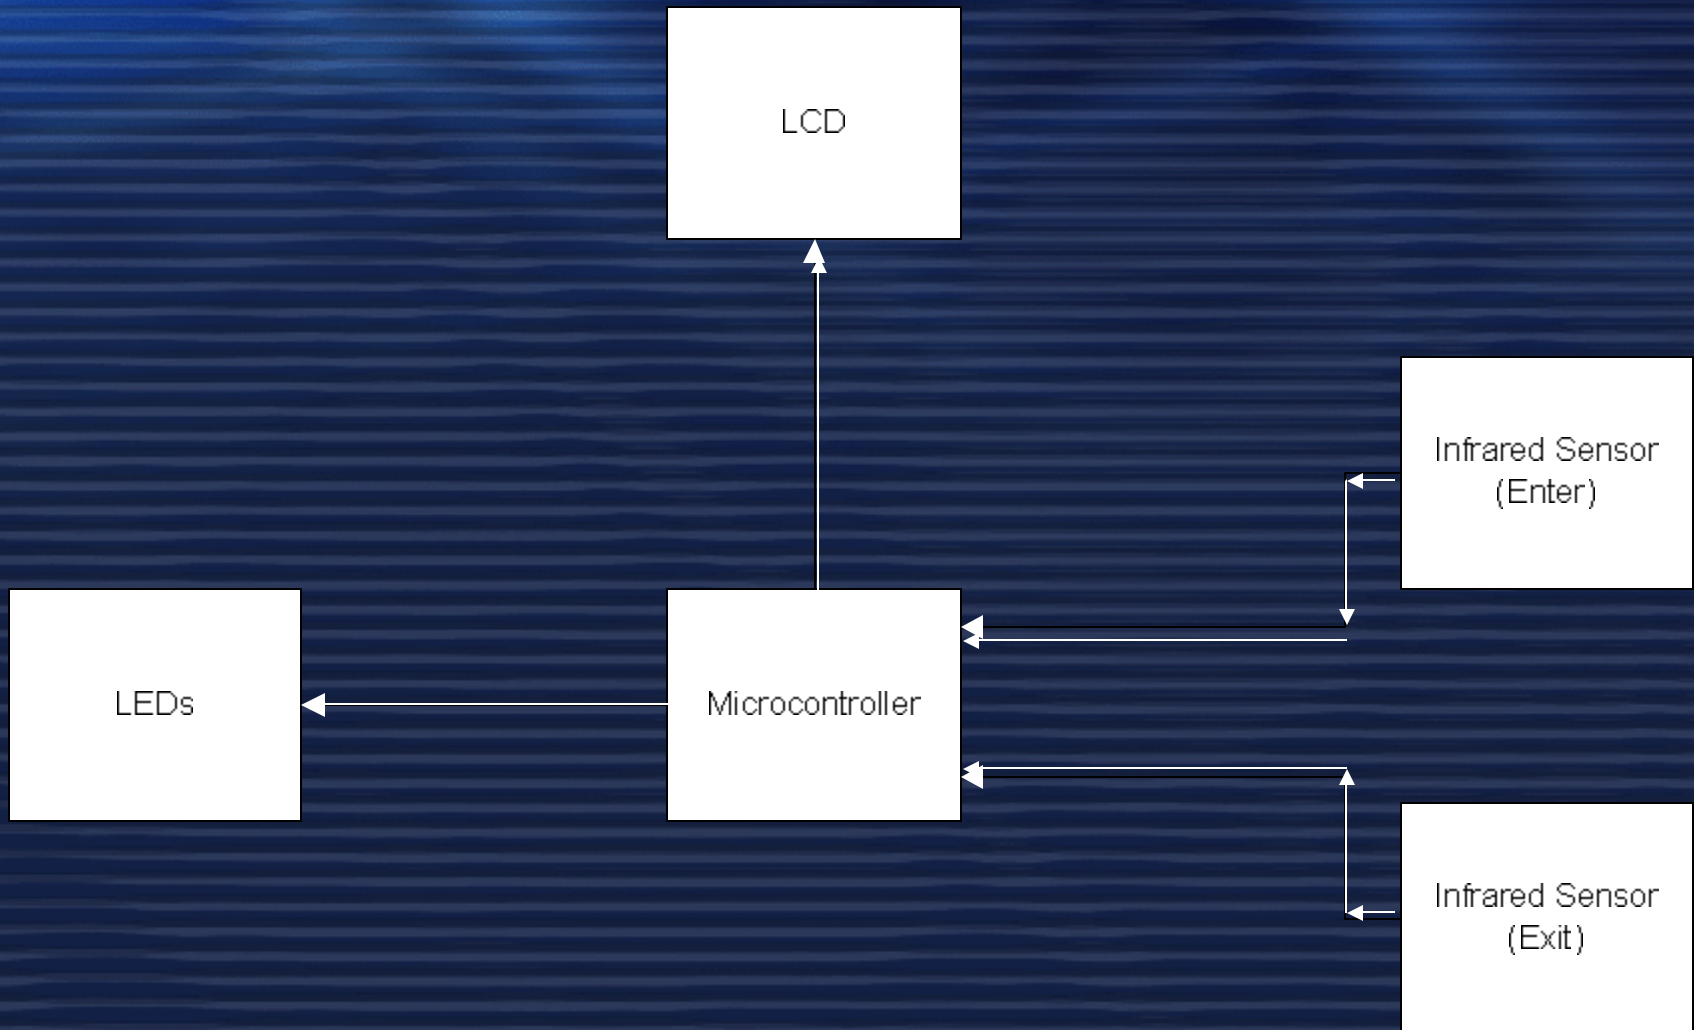 LCD
Infrared Sensor
(Enter)
LEDs
Microcontroller
Infrared Sensor
(Exit)